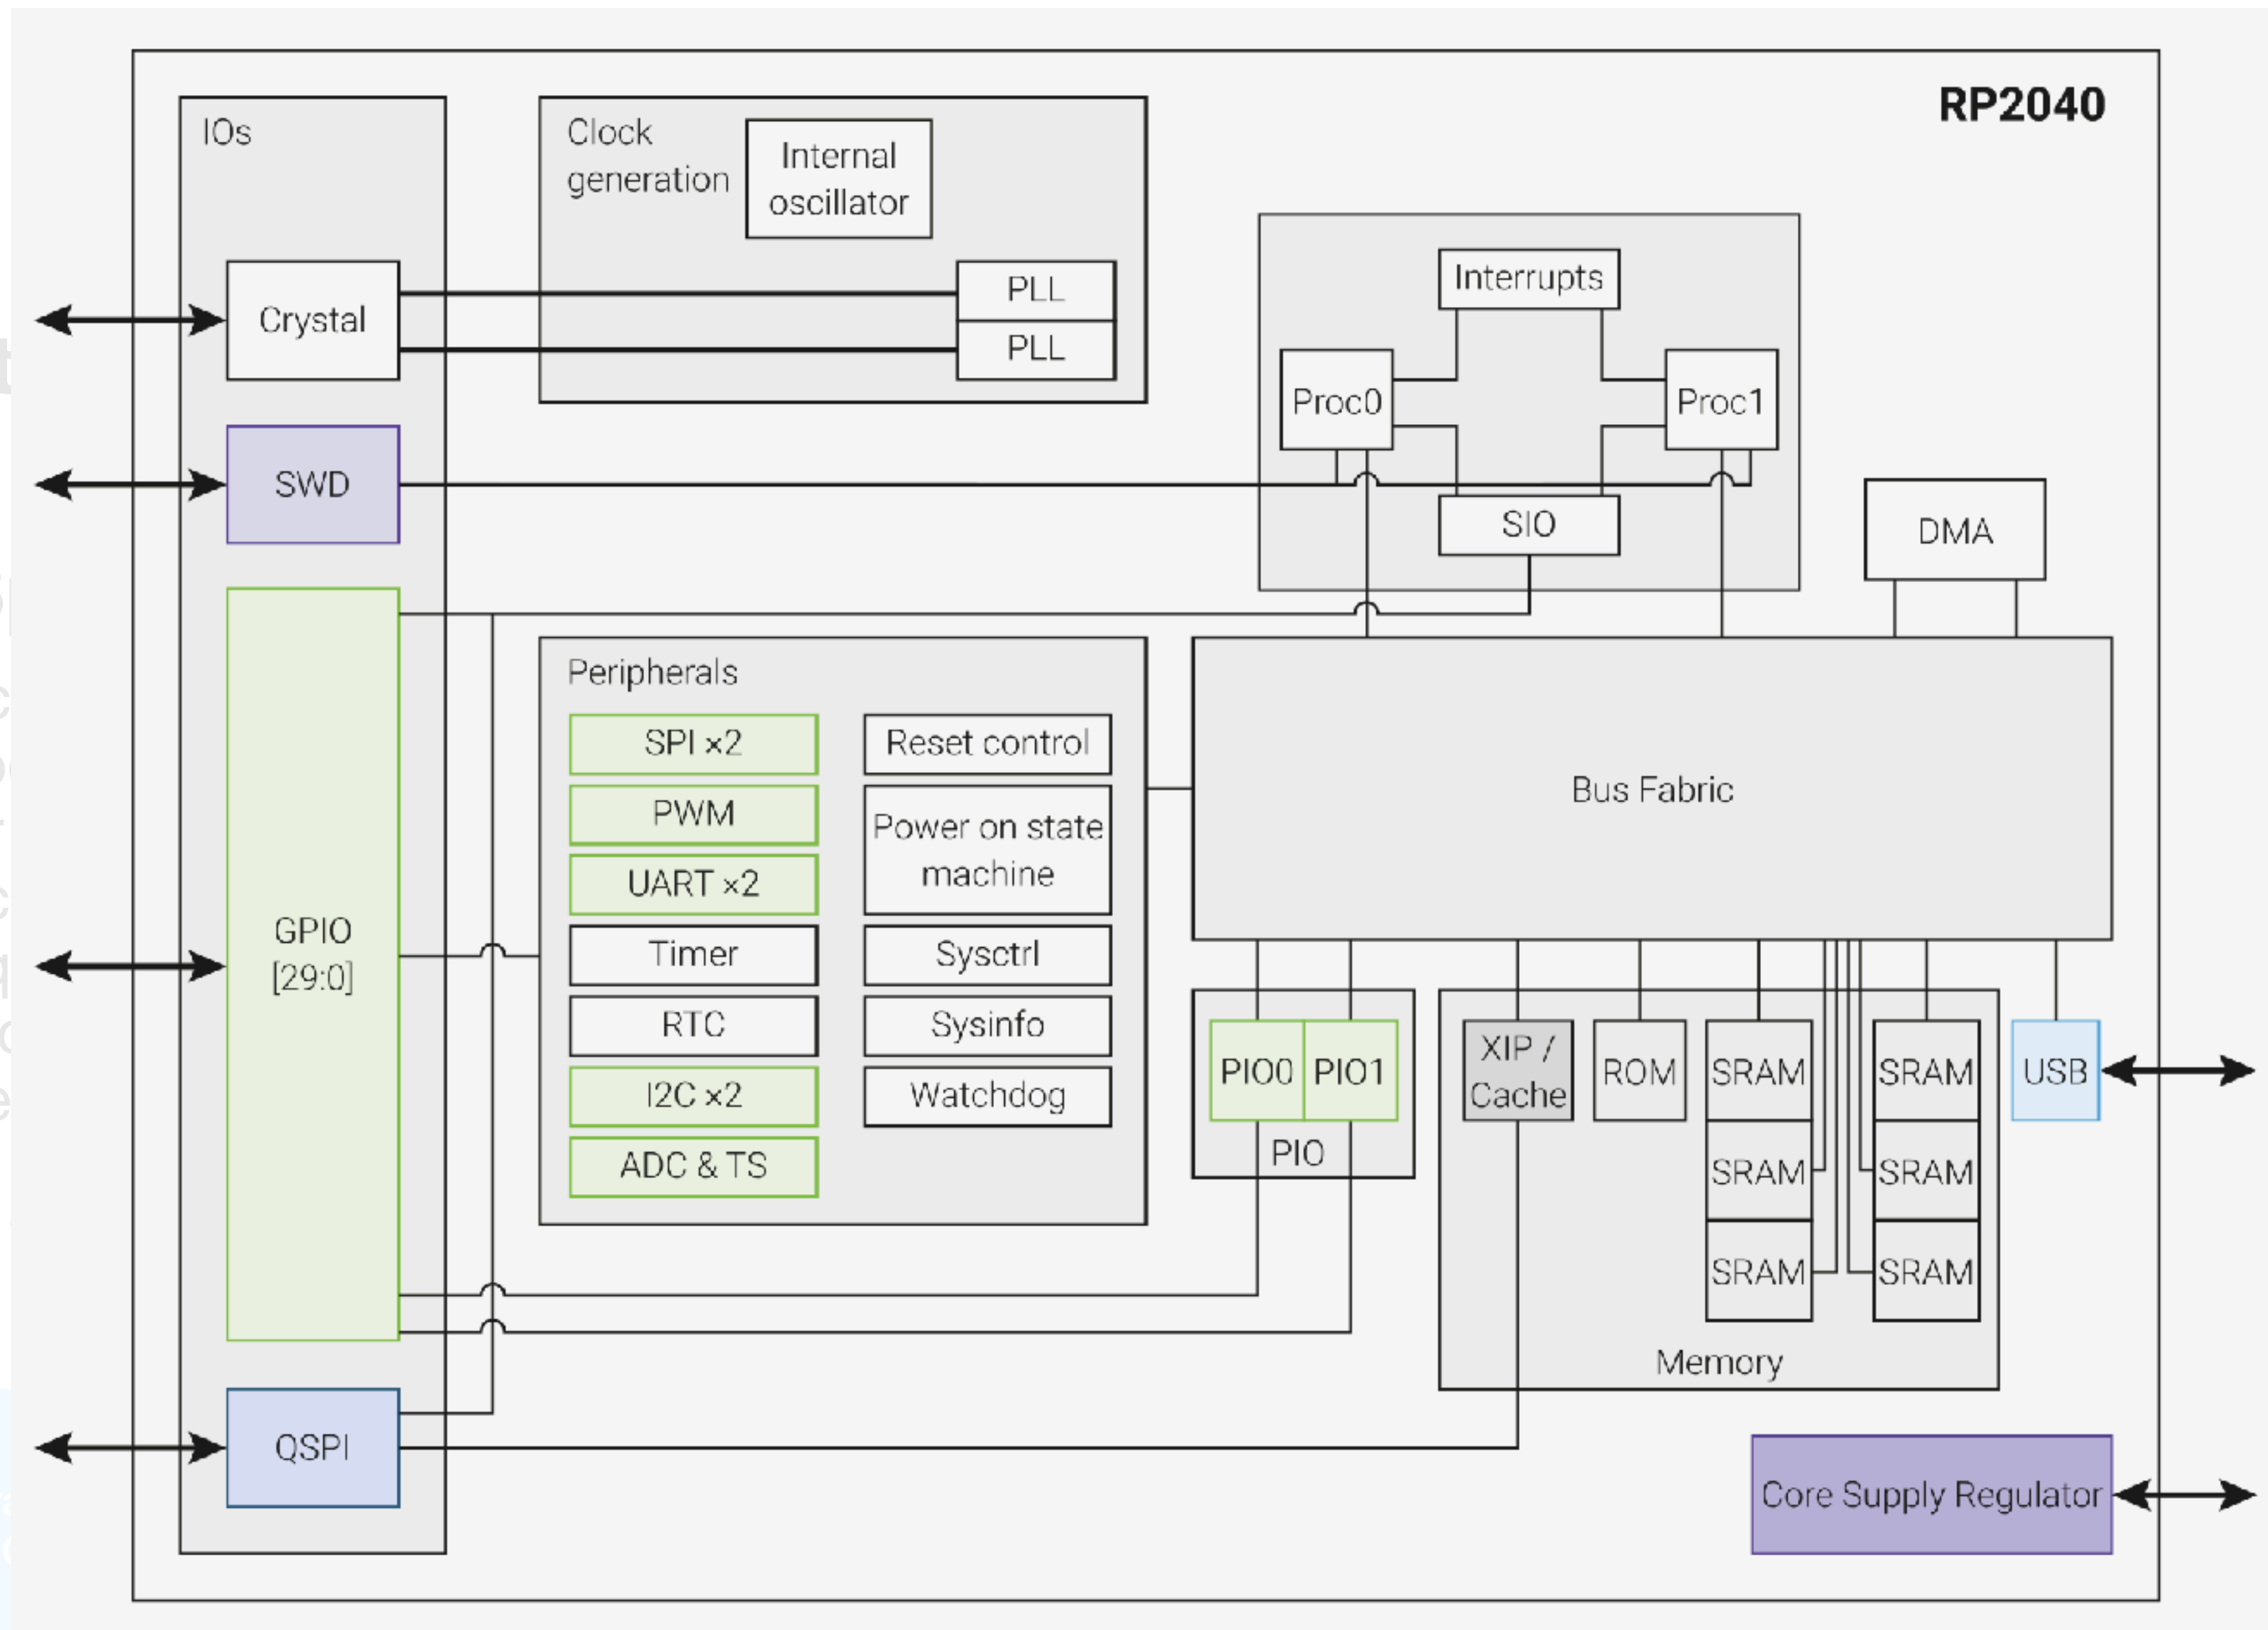 RP2040
IOs
Crystal
SWD
GPIO
[29:0]
QSPI
Clock
generation
Internal
oscillator
PLL
PLL
Interrupts
Proc0
Proc1
SIO
DMA
Peripherals
SPI ×2
PWM
UART ×2
Timer
RTC
I2C ×2
ADC & TS
Reset control
Power on state
machine
Sysctrl
Sysinfo
Watchdog
Bus Fabric
PIO0
PIO1
PIO
XIP /
Cache
ROM
SRAM
SRAM
SRAM
SRAM
SRAM
SRAM
Memory
USB
Core Supply Regulator